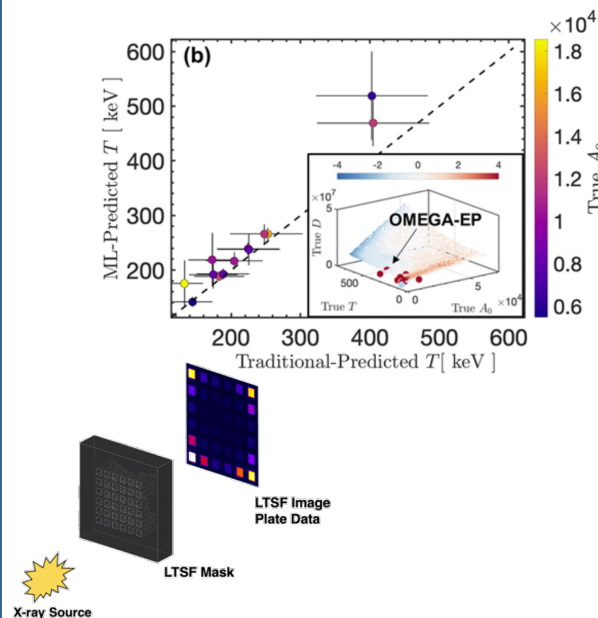 ×10⁴
(b)
600
500
400
300
200
ML-Predicted T [ keV ]
200 300 400 500 600
Traditional-Predicted T[ keV ]
1.8
1.6
1.4
1.2
1
0.8
0.6
True A₀
-4 -2 0 2 4
×10⁷
5
0
True D
OMEGA-EP
500
0 0
5
×10⁴
True T
True A₀
LTSF Image
Plate Data
LTSF Mask
X-ray Source